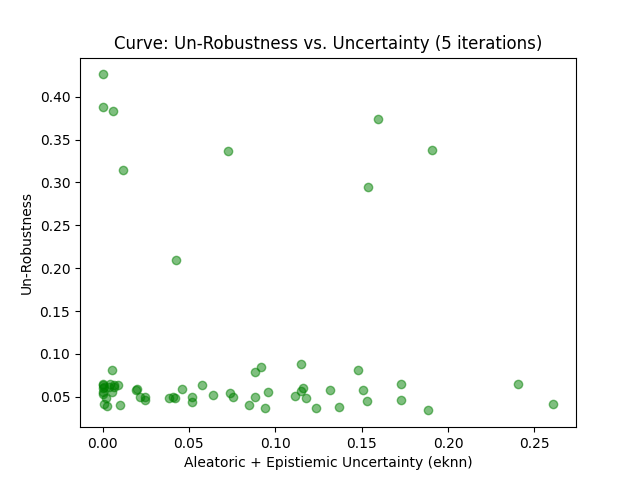 Curve: Un-Robustness vs. Uncertainty (5 iterations)
0.40
0.35
0.30
0.25
0.20
0.15
0.10
0.05
Un-Robustness
0.00 0.05 0.10 0.15 0.20 0.25
Aleatoric + Epistiemic Uncertainty (eknn)